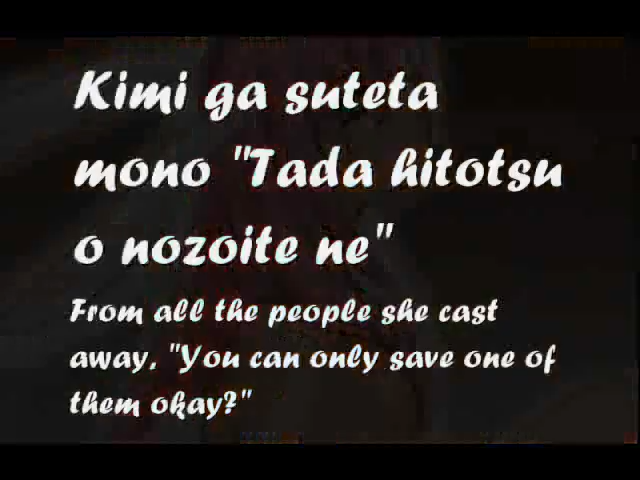 Kimi ga suteta
mono "Tada hitotsu
o nozoite ne"
From all the people she cast
away, "You can only save one of
them okay?"